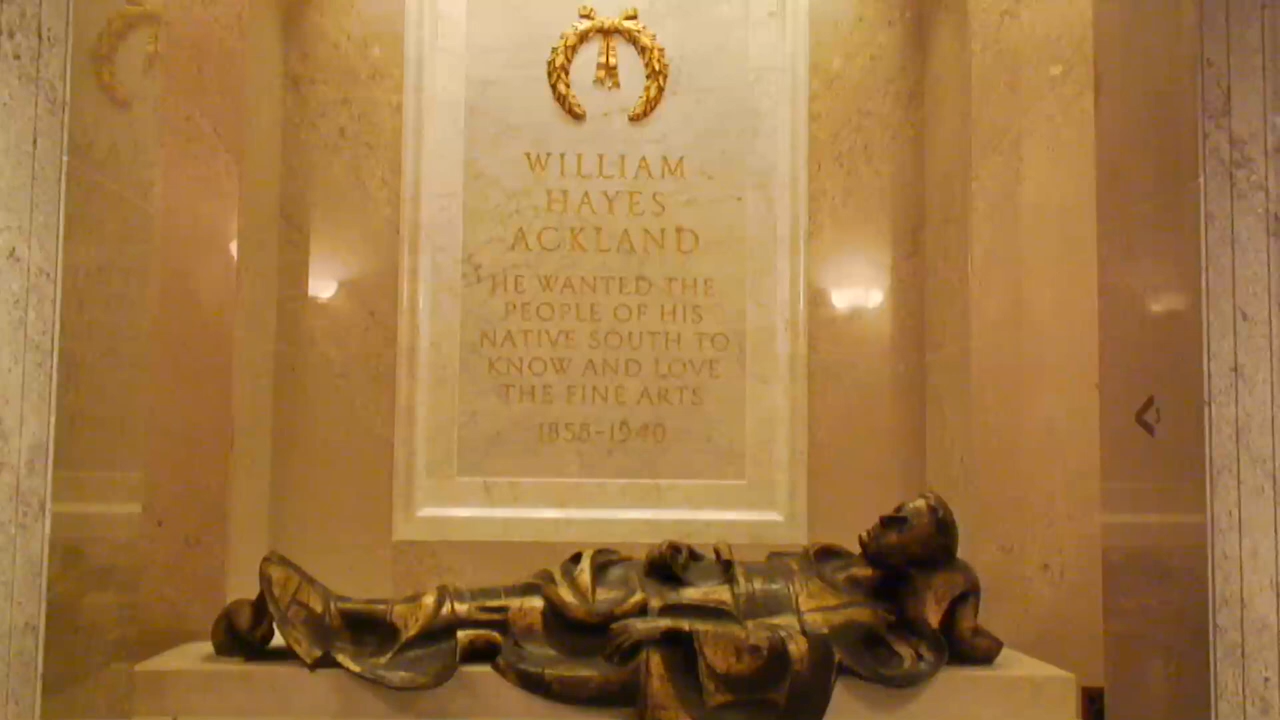 WILLIAM
HAYES
ACKLAND
HE WANTED THE
PEOPLE OF HIS
NATIVE SOUTH TO
KNOW AND LOVE
THE FINE ARTS
1858-1940